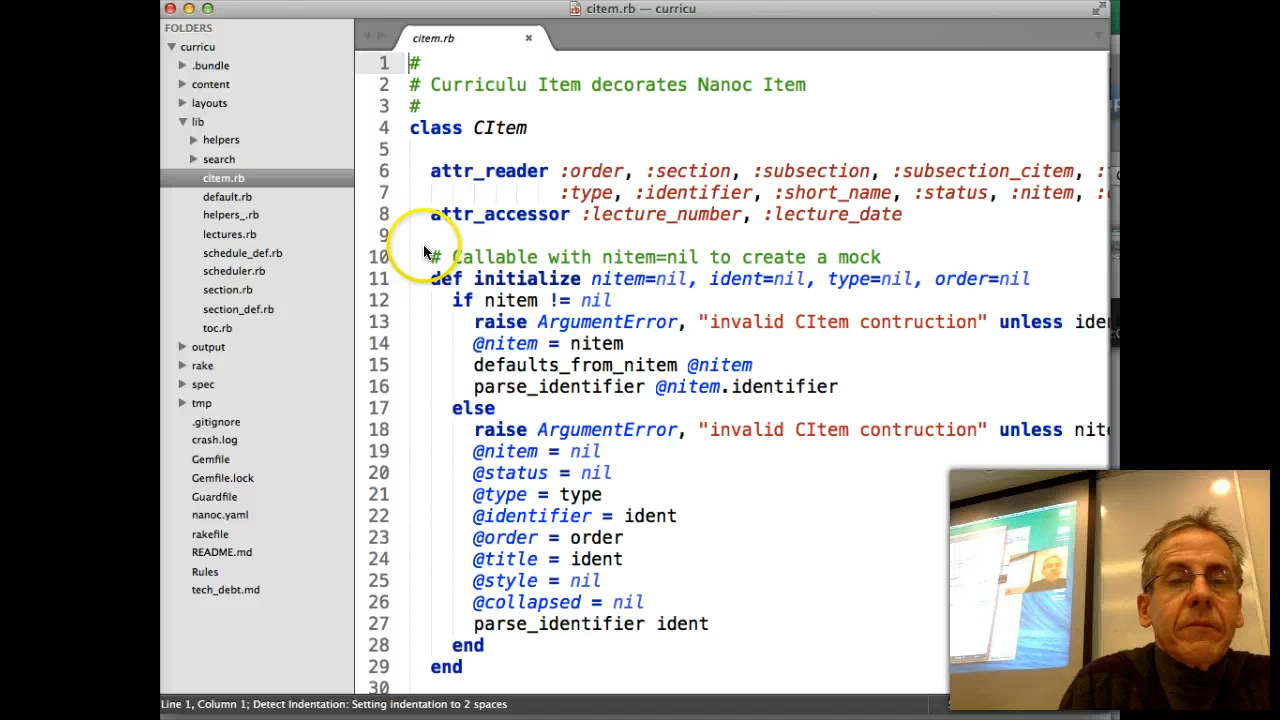 citem.rb — curricu
FOLDERS
curricu
.bundle
content
layouts
lib
helpers
search
citem.rb
default.rb
helpers_.rb
lectures.rb
schedule_def.rb
scheduler.rb
section.rb
section_def.rb
toc.rb
output
rake
spec
tmp
.gitignore
crash.log
Gemfile
Gemfile.lock
Guardfile
nanoc.yaml
rakefile
README.md
Rules
tech_debt.md
citem.rb
1 #
2 # Curriculu Item decorates Nanoc Item
3 #
4 class CItem
5
6 attr_reader :order, :section, :subsection, :subsection_citem, :
7 :type, :identifier, :short_name, :status, :nitem, :
8 attr_accessor :lecture_number, :lecture_date
9
10 # Callable with nitem=nil to create a mock
11 def initialize nitem=nil, ident=nil, type=nil, order=nil
12 if nitem != nil
13 raise ArgumentError, "invalid CItem contruction" unless iden
14 @nitem = nitem
15 defaults_from_nitem @nitem
16 parse_identifier @nitem.identifier
17 else
18 raise ArgumentError, "invalid CItem contruction" unless nite
19 @nitem = nil
20 @status = nil
21 @type = type
22 @identifier = ident
23 @order = order
24 @title = ident
25 @style = nil
26 @collapsed = nil
27 parse_identifier ident
28 end
29 end
30
Line 1, Column 1; Detect Indentation: Setting indentation to 2 spaces